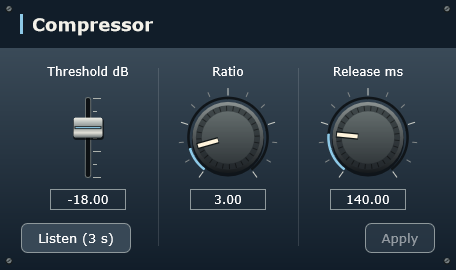 Compressor
Threshold dB
Ratio
Release ms
-18.00
3.00
140.00
Listen (3 s)
Apply